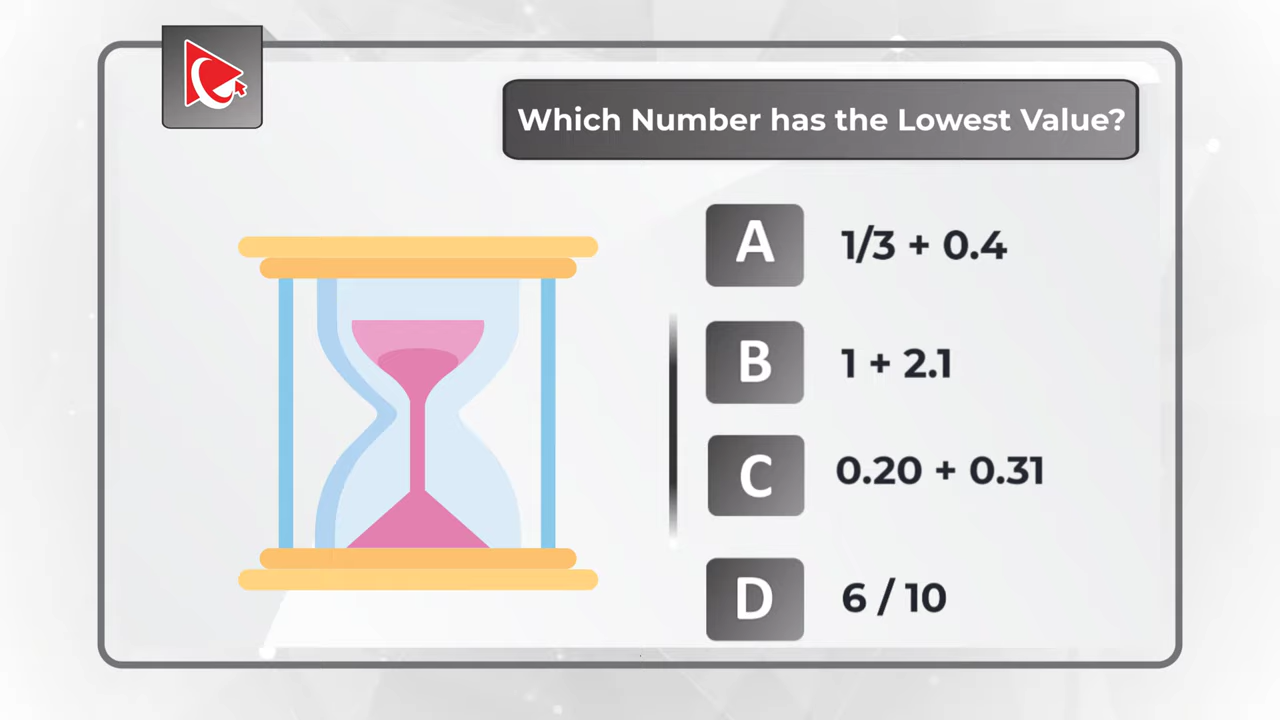 Which Number has the Lowest Value?
A 1/3 + 0.4
B 1 + 2.1
C 0.20 + 0.31
D 6 / 10